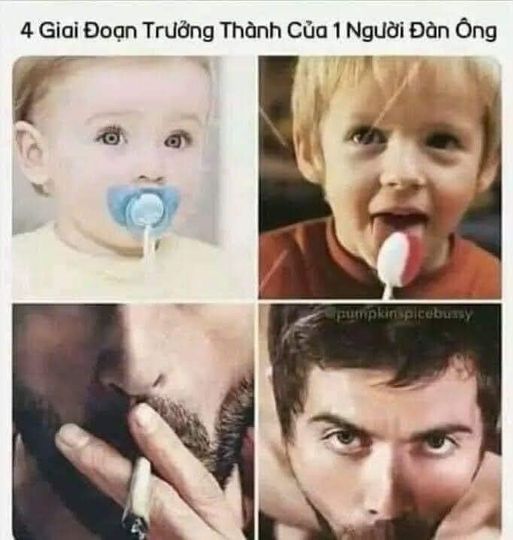 4 Giai Đoạn Trưởng Thành Của 1 Người Đàn Ông
@pumpkinspicebussy